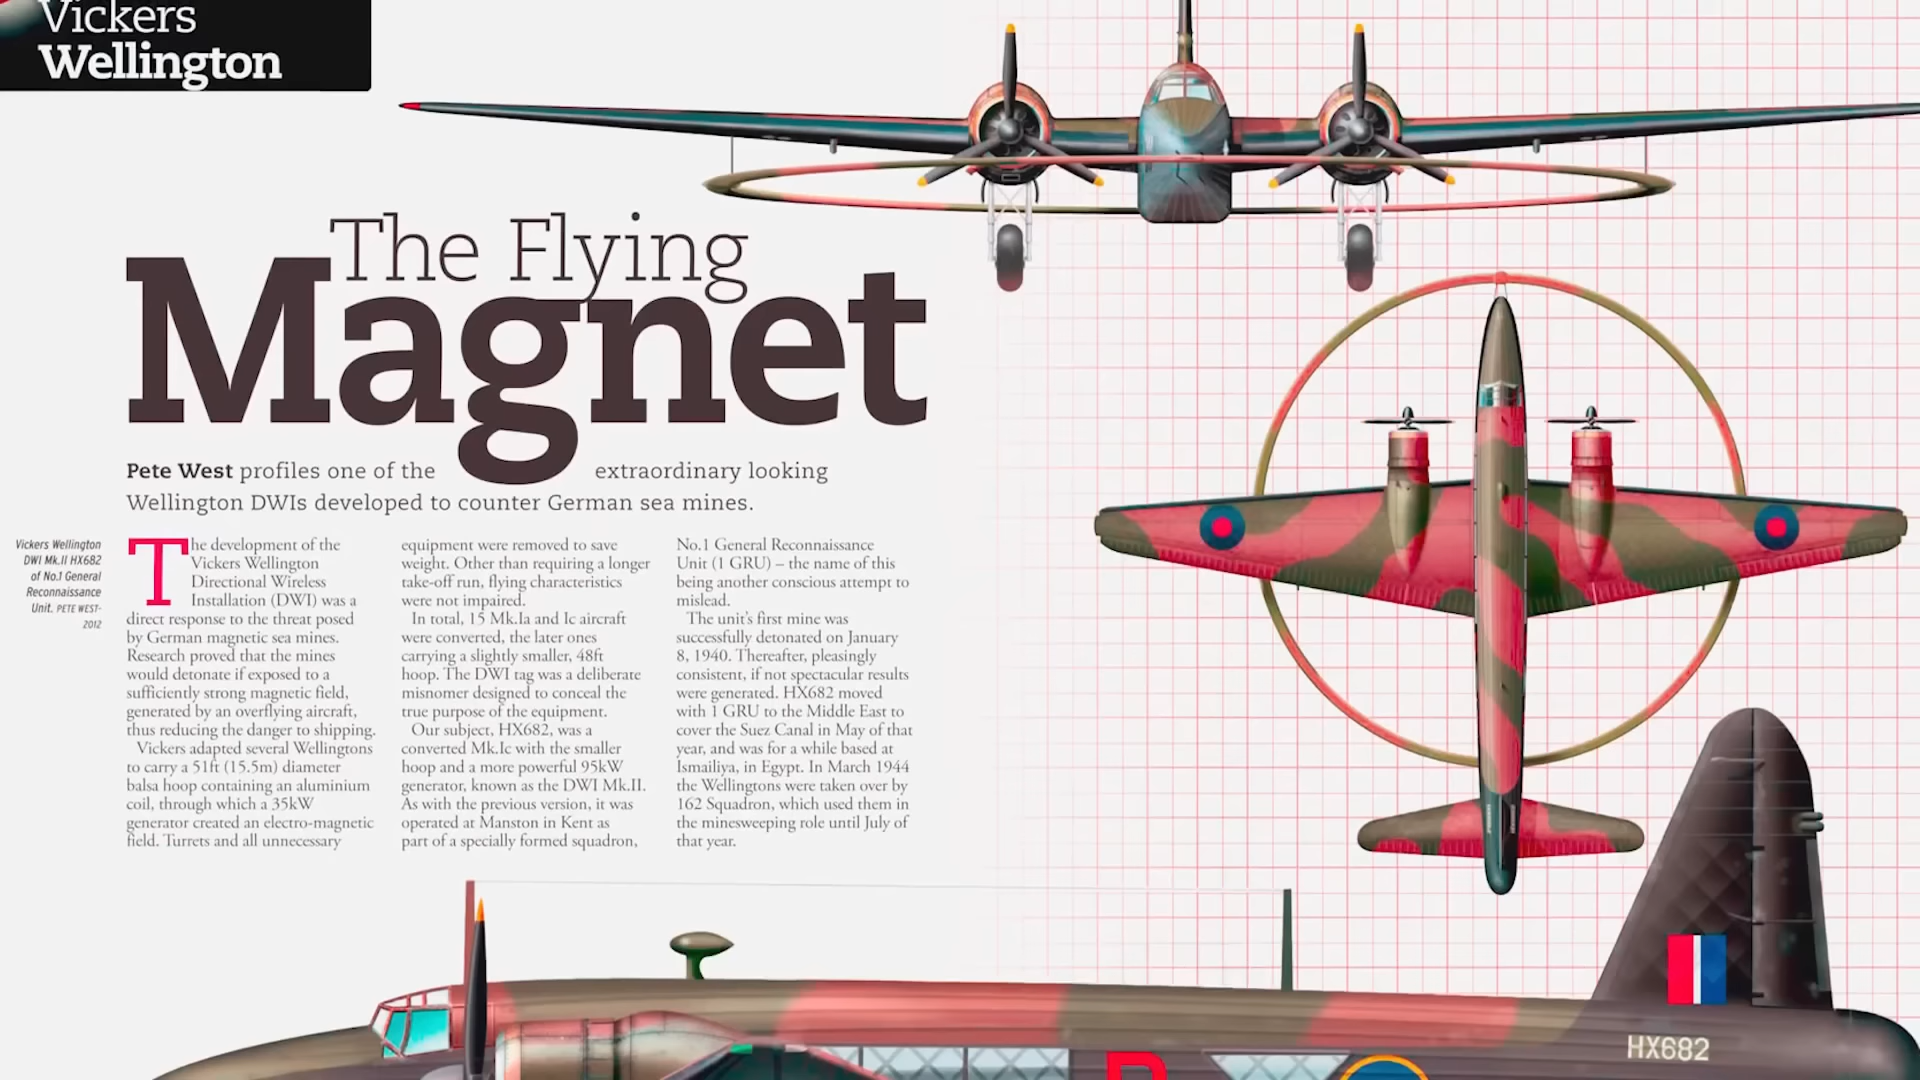 Vickers
Wellington
The Flying
Magnet
Pete West profiles one of the extraordinary looking
Wellington DWIs developed to counter German sea mines.
Vickers Wellington
DWI Mk.II HX682
of No.1 General
Reconnaissance
Unit. PETE WEST-
2012
The development of the
Vickers Wellington
Directional Wireless
Installation (DWI) was a
direct response to the threat posed
by German magnetic sea mines.
Research proved that the mines
would detonate if exposed to a
sufficiently strong magnetic field,
generated by an overflying aircraft,
thus reducing the danger to shipping.
Vickers adapted several Wellingtons
to carry a 51ft (15.5m) diameter
balsa hoop containing an aluminium
coil, through which a 35kW
generator created an electro-magnetic
field. Turrets and all unnecessary
equipment were removed to save
weight. Other than requiring a longer
take-off run, flying characteristics
were not impaired.
In total, 15 Mk.Ia and Ic aircraft
were converted, the later ones
carrying a slightly smaller, 48ft
hoop. The DWI tag was a deliberate
misnomer designed to conceal the
true purpose of the equipment.
Our subject, HX682, was a
converted Mk.Ic with the smaller
hoop and a more powerful 95kW
generator, known as the DWI Mk.II.
As with the previous version, it was
operated at Manston in Kent as
part of a specially formed squadron,
No.1 General Reconnaissance
Unit (1 GRU) – the name of this
being another conscious attempt to
mislead.
The unit's first mine was
successfully detonated on January
8, 1940. Thereafter, pleasingly
consistent, if not spectacular results
were generated. HX682 moved
with 1 GRU to the Middle East to
cover the Suez Canal in May of that
year, and was for a while based at
Ismailiya, in Egypt. In March 1944
the Wellingtons were taken over by
162 Squadron, which used them in
the minesweeping role until July of
that year.
HX682